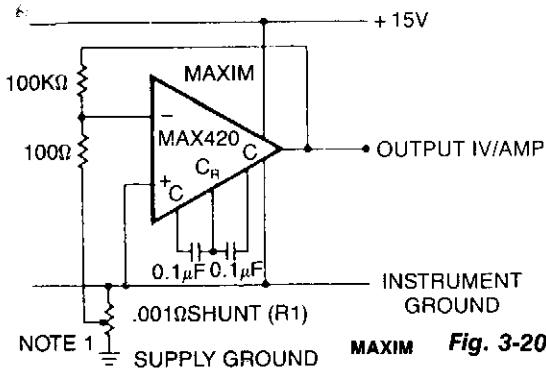 + 15V
100KΩ
MAXIM
MAX420
-
100Ω
+
C
C_R
C
OUTPUT IV/AMP
0.1µF 0.1µF
INSTRUMENT
GROUND
.001ΩSHUNT (R1)
NOTE 1
SUPPLY GROUND
MAXIM Fig. 3-20